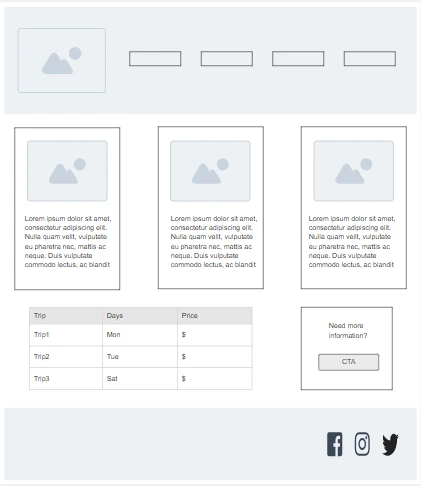 Lorem ipsum dolor sit amet,
consectetur adipiscing elit.
Nulla quam velit, vulputate
eu pharetra nec, mattis ac
neque. Duis vulputate
commodo lectus, ac blandit
Lorem ipsum dolor sit amet,
consectetur adipiscing elit.
Nulla quam velit, vulputate
eu pharetra nec, mattis ac
neque. Duis vulputate
commodo lectus, ac blandit
Lorem ipsum dolor sit amet,
consectetur adipiscing elit.
Nulla quam velit, vulputate
eu pharetra nec, mattis ac
neque. Duis vulputate
commodo lectus, ac blandit
Trip Days Price
Trip1 Mon $
Trip2 Tue $
Trip3 Sat $
Need more
information?
CTA